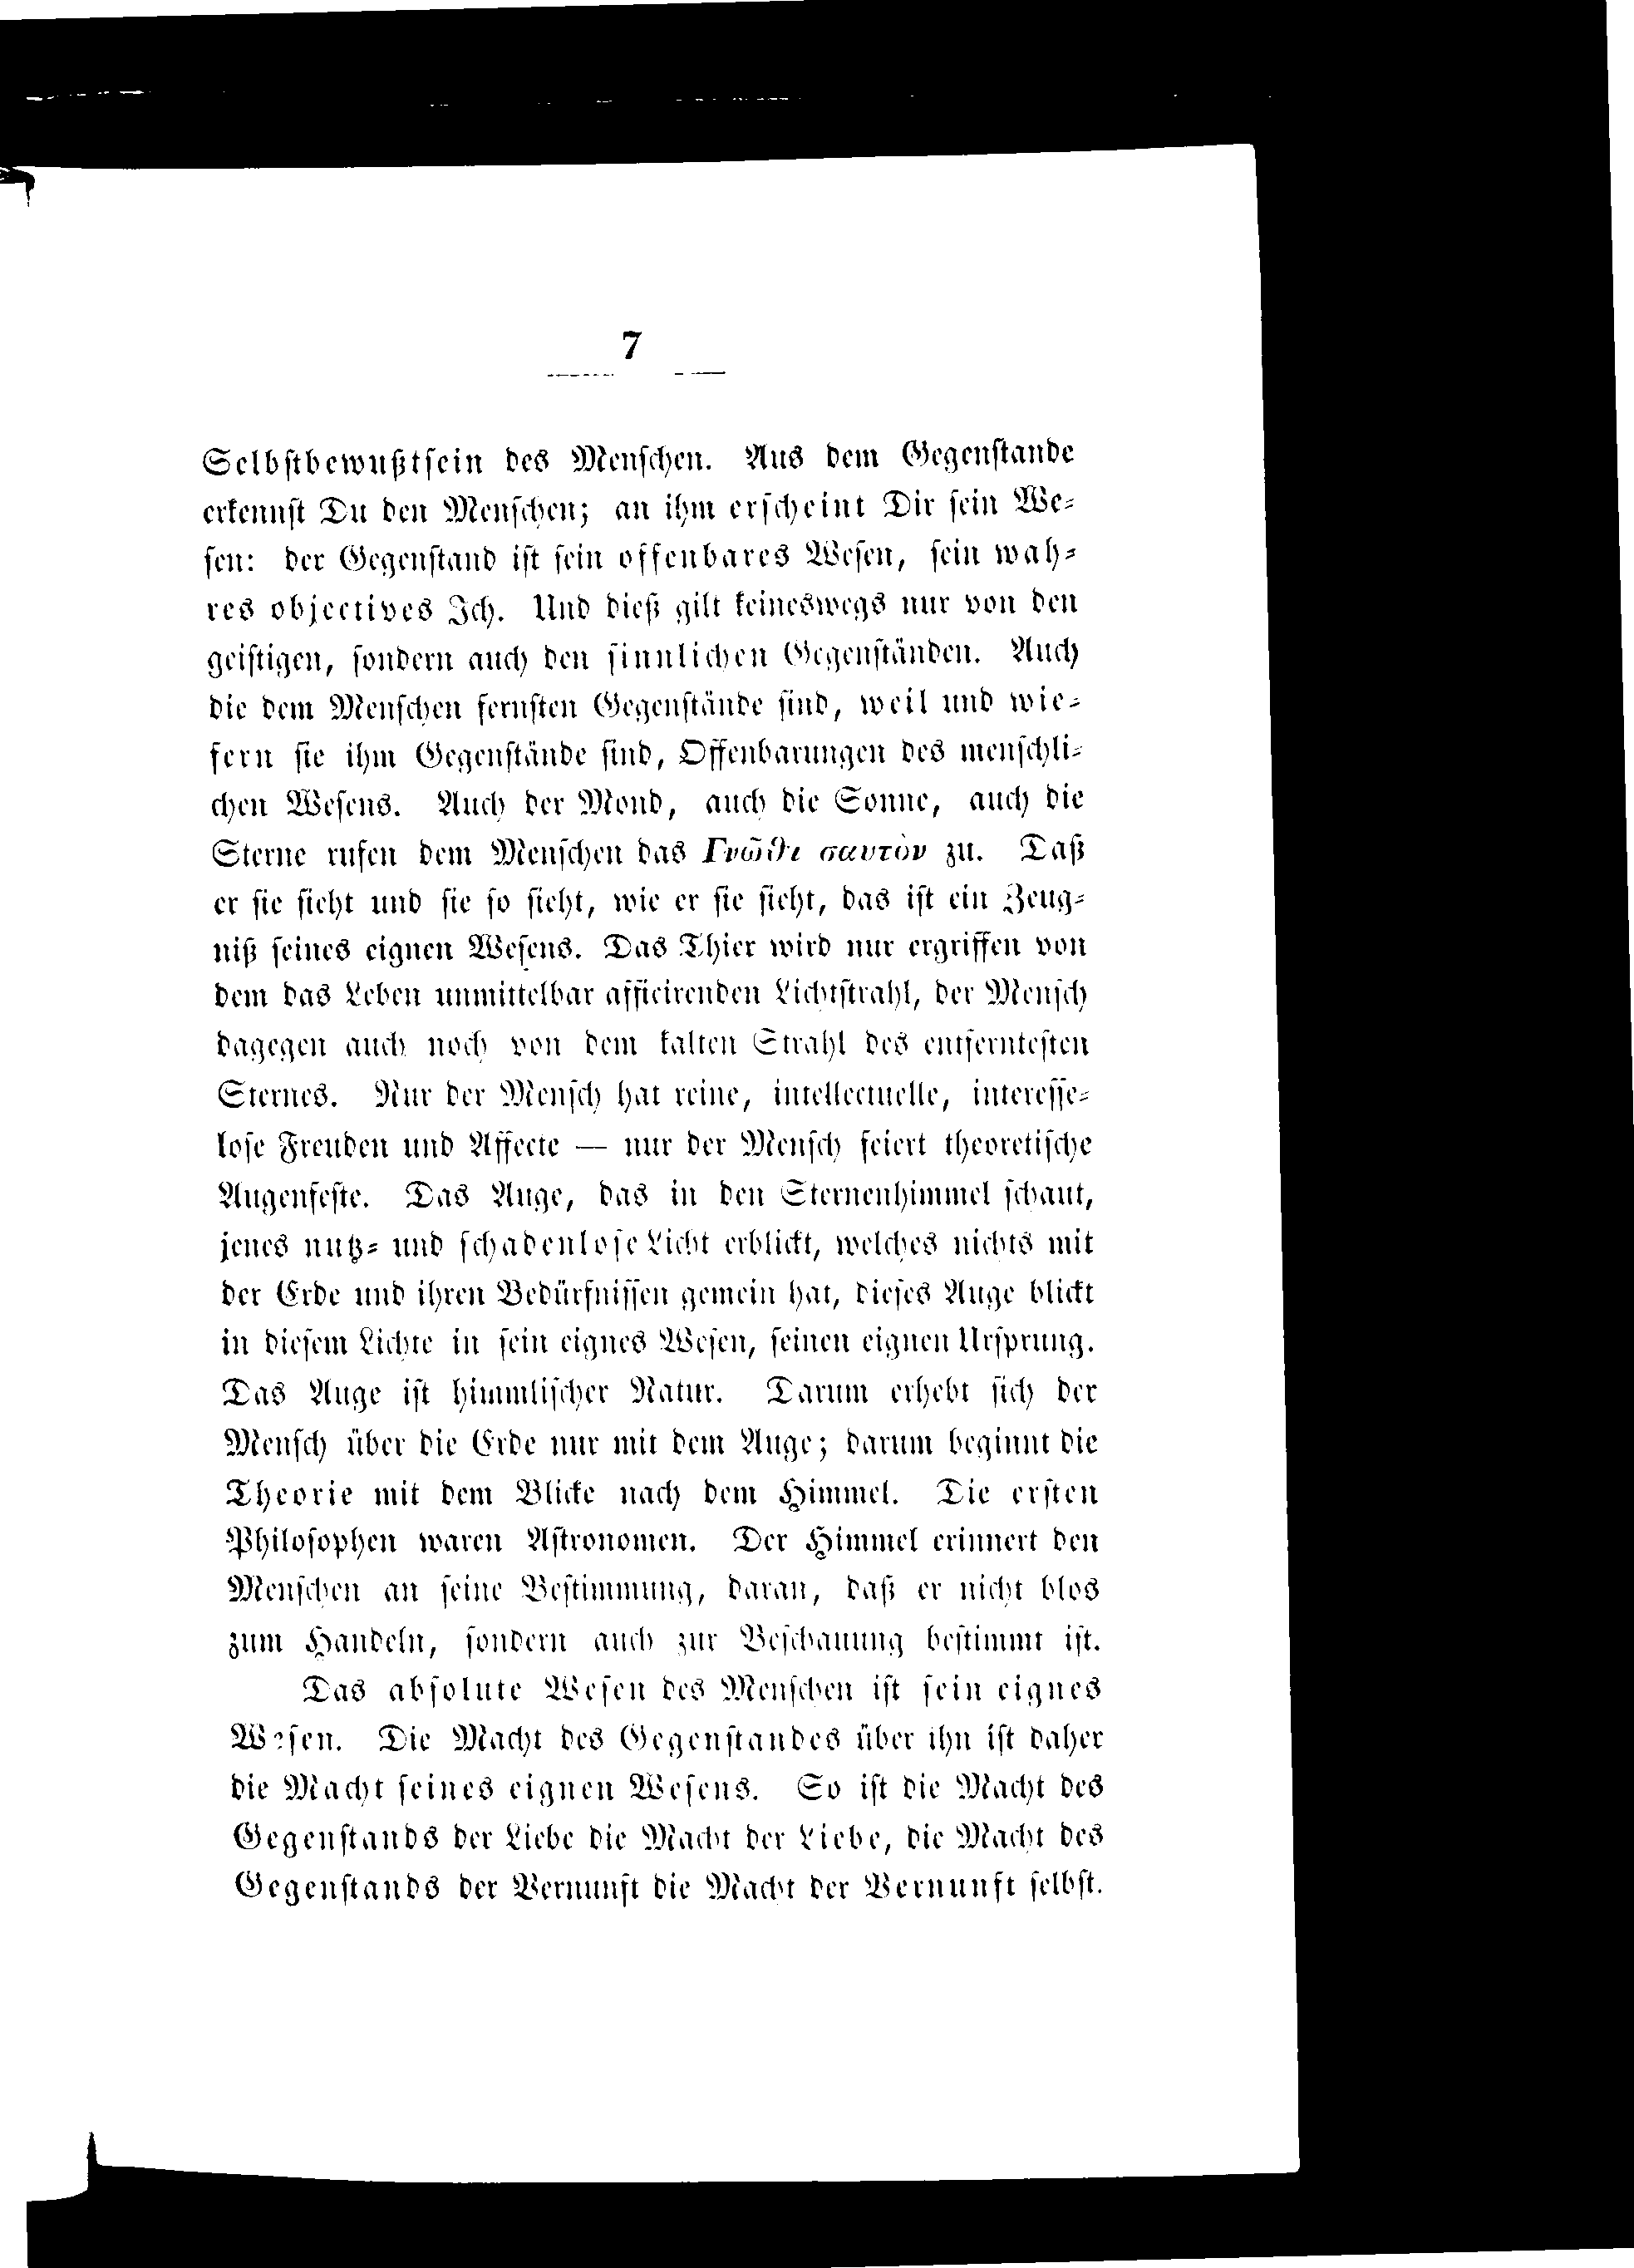 7
Selbstbewußtsein des Menschen. Aus dem Gegenstande
erkennst Du den Menschen; an ihm erscheint Dir sein We-
sen: der Gegenstand ist sein offenbares Wesen, sein wah-
res objectives Ich. Und dieß gilt keineswegs nur von den
geistigen, sondern auch den sinnlichen Gegenständen. Auch
die dem Menschen fernsten Gegenstände sind, weil und wie-
fern sie ihm Gegenstände sind, Offenbarungen des menschli-
chen Wesens. Auch der Mond, auch die Sonne, auch die
Sterne rufen dem Menschen das Γνῶθι σαυτὸν zu. Daß
er sie sieht und sie so sieht, wie er sie sieht, das ist ein Zeug-
niß seines eignen Wesens. Das Thier wird nur ergriffen von
dem das Leben unmittelbar afficirenden Lichtstrahl, der Mensch
dagegen auch noch von dem kalten Strahl des entferntesten
Sternes. Nur der Mensch hat reine, intellectuelle, interesse-
lose Freuden und Affecte — nur der Mensch feiert theoretische
Augenfeste. Das Auge, das in den Sternenhimmel schaut,
jenes nutz- und schadenlose Licht erblickt, welches nichts mit
der Erde und ihren Bedürfnissen gemein hat, dieses Auge blickt
in diesem Lichte in sein eignes Wesen, seinen eignen Ursprung.
Das Auge ist himmlischer Natur. Darum erhebt sich der
Mensch über die Erde nur mit dem Auge; darum beginnt die
Theorie mit dem Blicke nach dem Himmel. Die ersten
Philosophen waren Astronomen. Der Himmel erinnert den
Menschen an seine Bestimmung, daran, daß er nicht blos
zum Handeln, sondern auch zur Beschauung bestimmt ist.
Das absolute Wesen des Menschen ist sein eignes
Wesen. Die Macht des Gegenstandes über ihn ist daher
die Macht seines eignen Wesens. So ist die Macht des
Gegenstands der Liebe die Macht der Liebe, die Macht des
Gegenstands der Vernunft die Macht der Vernunft selbst.